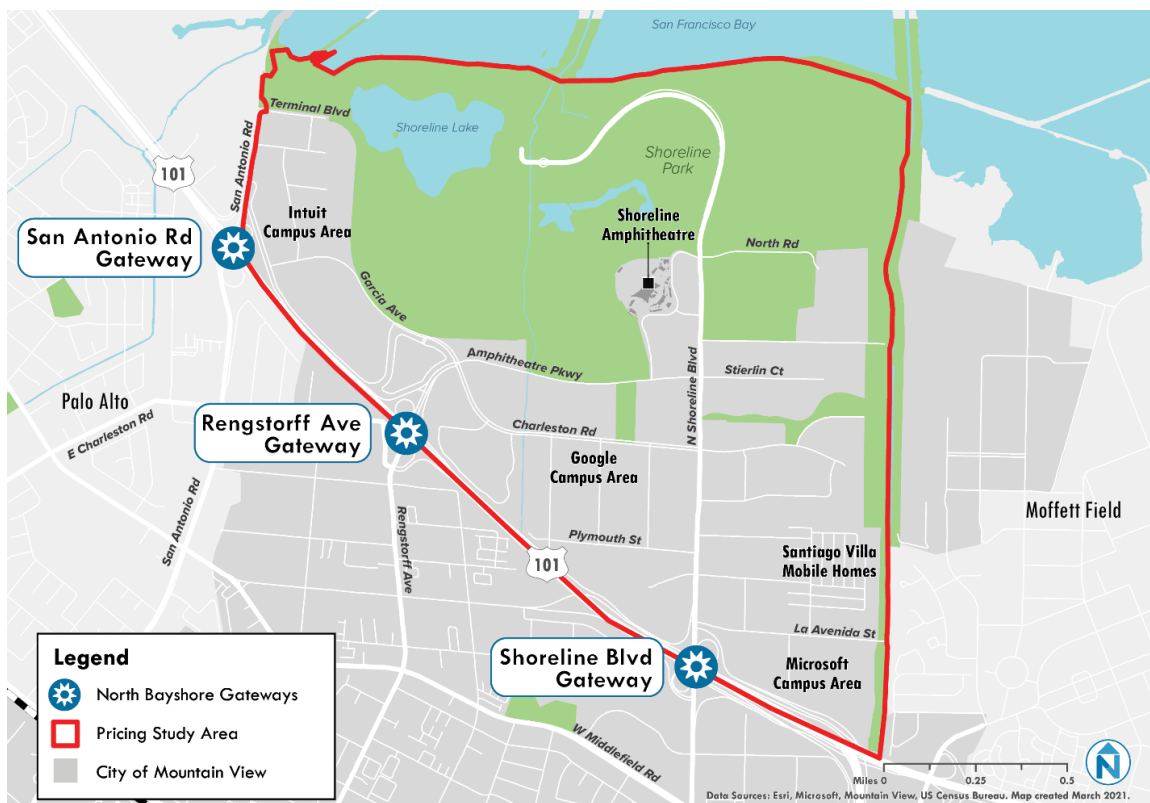 San Francisco Bay
Terminal Blvd
Shoreline Lake
San Antonio Rd
101
Shoreline
Park
Intuit
Campus Area
Shoreline
Amphitheatre
San Antonio Rd
Gateway
North Rd
Garcia Ave
Amphitheatre Pkwy
Stierlin Ct
Palo Alto
E Charleston Rd
Rengstorff Ave
Gateway
Charleston Rd
N Shoreline Blvd
Google
Campus Area
San Antonio Rd
Rengstorff Ave
Moffett Field
Plymouth St
101
Santiago Villa
Mobile Homes
La Avenida St
Shoreline Blvd
Gateway
Microsoft
Campus Area
W Middlefield Rd
Legend
North Bayshore Gateways
Pricing Study Area
City of Mountain View
N
Miles 0 0.25 0.5
Data Sources: Esri, Microsoft, Mountain View, US Census Bureau. Map created March 2021.